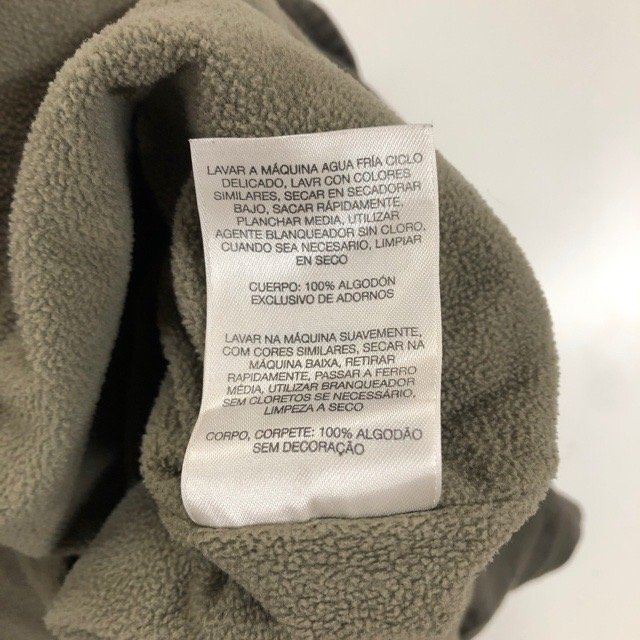 LAVAR A MÁQUINA AGUA FRÍA CICLO
DELICADO, LAVR CON COLORES
SIMILARES, SECAR EN SECADORAR
BAJO, SACAR RÁPIDAMENTE,
PLANCHAR MEDIA, UTILIZAR
AGENTE BLANQUEADOR SIN CLORO,
CUANDO SEA NECESARIO, LIMPIAR
EN SECO
CUERPO: 100% ALGODÓN
EXCLUSIVO DE ADORNOS
LAVAR NA MÁQUINA SUAVEMENTE,
COM CORES SIMILARES, SECAR NA
MÁQUINA BAIXA, RETIRAR
RAPIDAMENTE, PASSAR A FERRO
MÉDIA, UTILIZAR BRANQUEADOR
SEM CLORETOS SE NECESSÁRIO,
LIMPEZA A SECO
CORPO, CORPETE: 100% ALGODÃO
SEM DECORAÇÃO